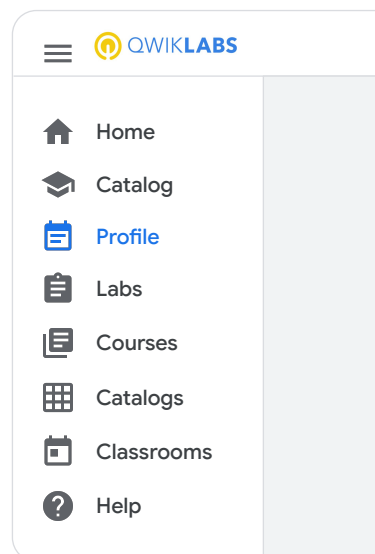 QWIKLABS
Home
Catalog
Profile
Labs
Courses
Catalogs
Classrooms
Help